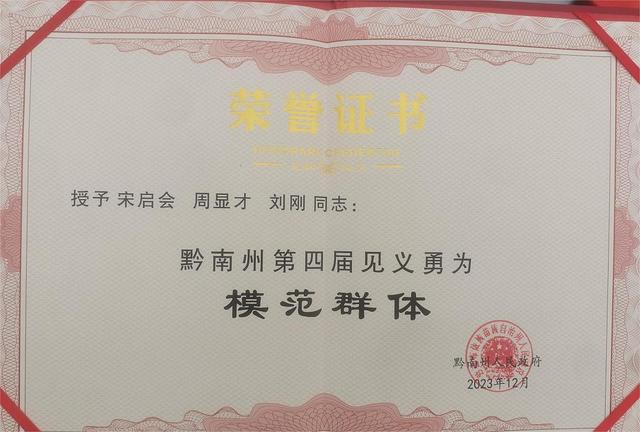 荣誉证书
授予 宋启会 周显才 刘刚 同志：
黔南州第四届见义勇为
模范群体
黔南州人民政府
2023年12月